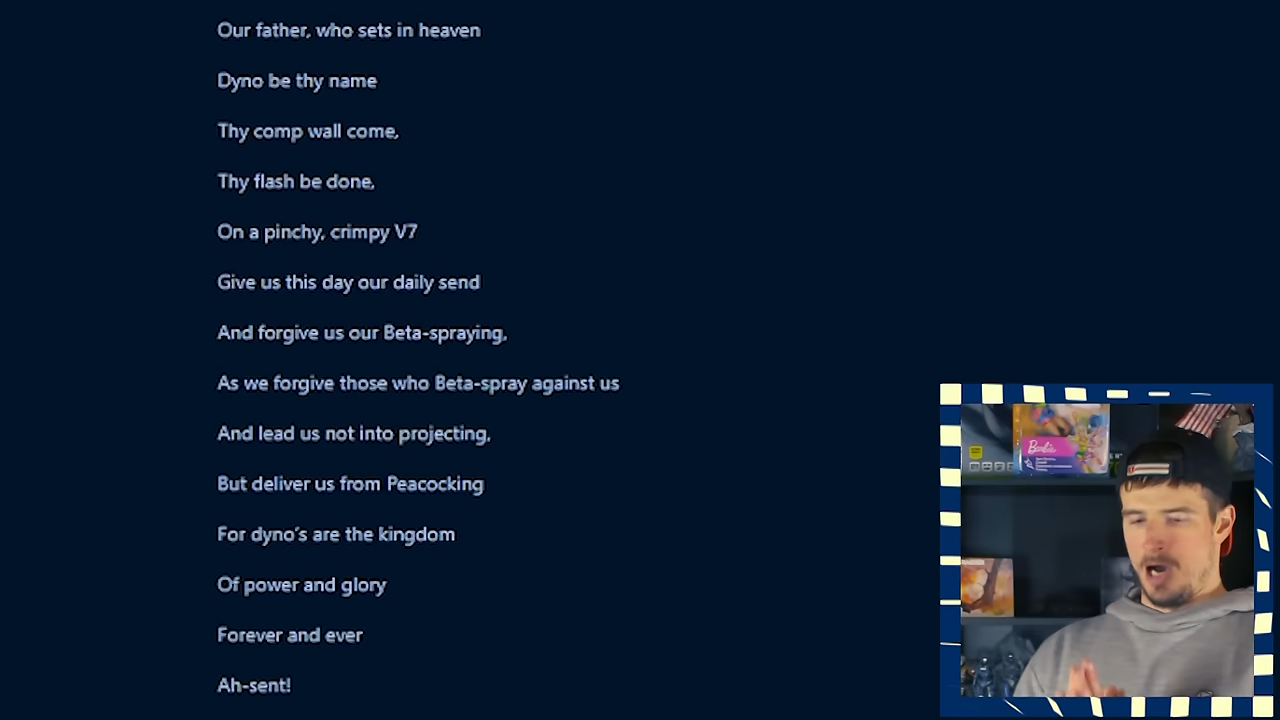 Our father, who sets in heaven
Dyno be thy name
Thy comp wall come,
Thy flash be done,
On a pinchy, crimpy V7
Give us this day our daily send
And forgive us our Beta-spraying,
As we forgive those who Beta-spray against us
And lead us not into projecting,
But deliver us from Peacocking
For dyno's are the kingdom
Of power and glory
Forever and ever
Ah-sent!
Barbie